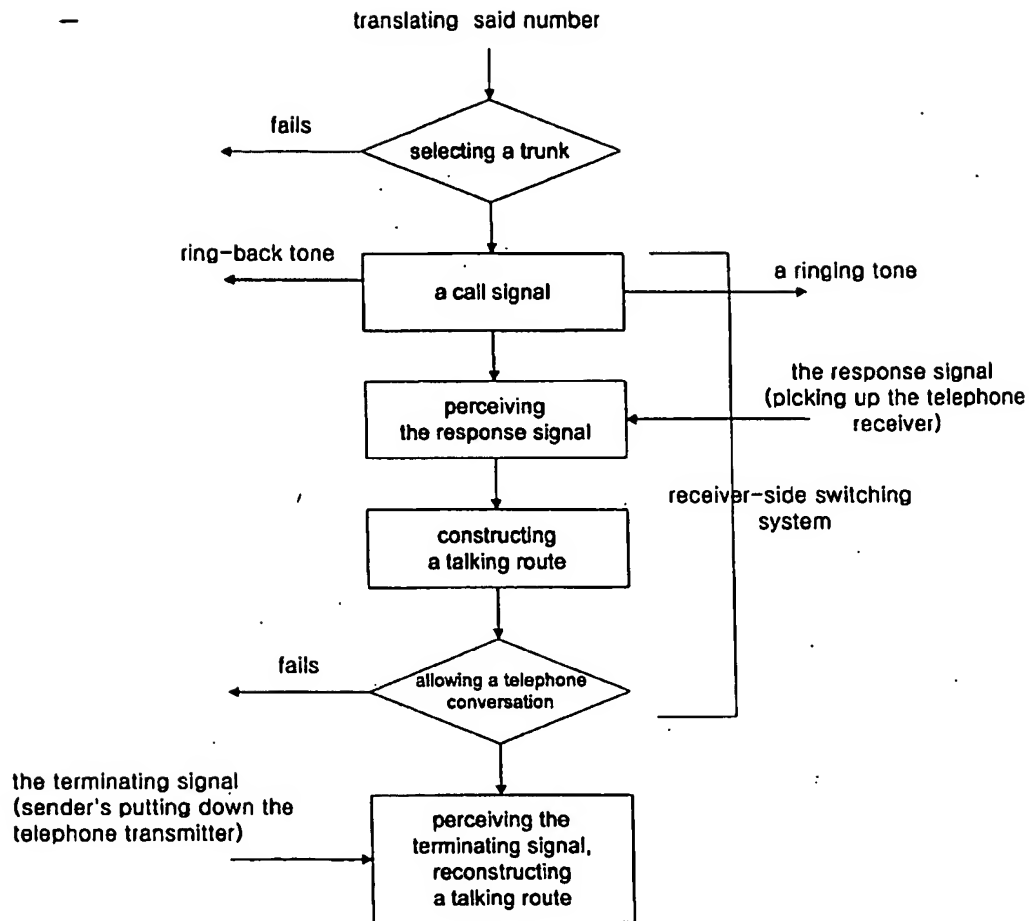 translating said number
fails
selecting a trunk
ring-back tone
a call signal
a ringing tone
perceiving
the response signal
the response signal
(picking up the telephone
receiver)
receiver-side switching
system
constructing
a talking route
fails
allowing a telephone
conversation
the terminating signal
(sender's putting down the
telephone transmitter)
perceiving the
terminating signal,
reconstructing
a talking route